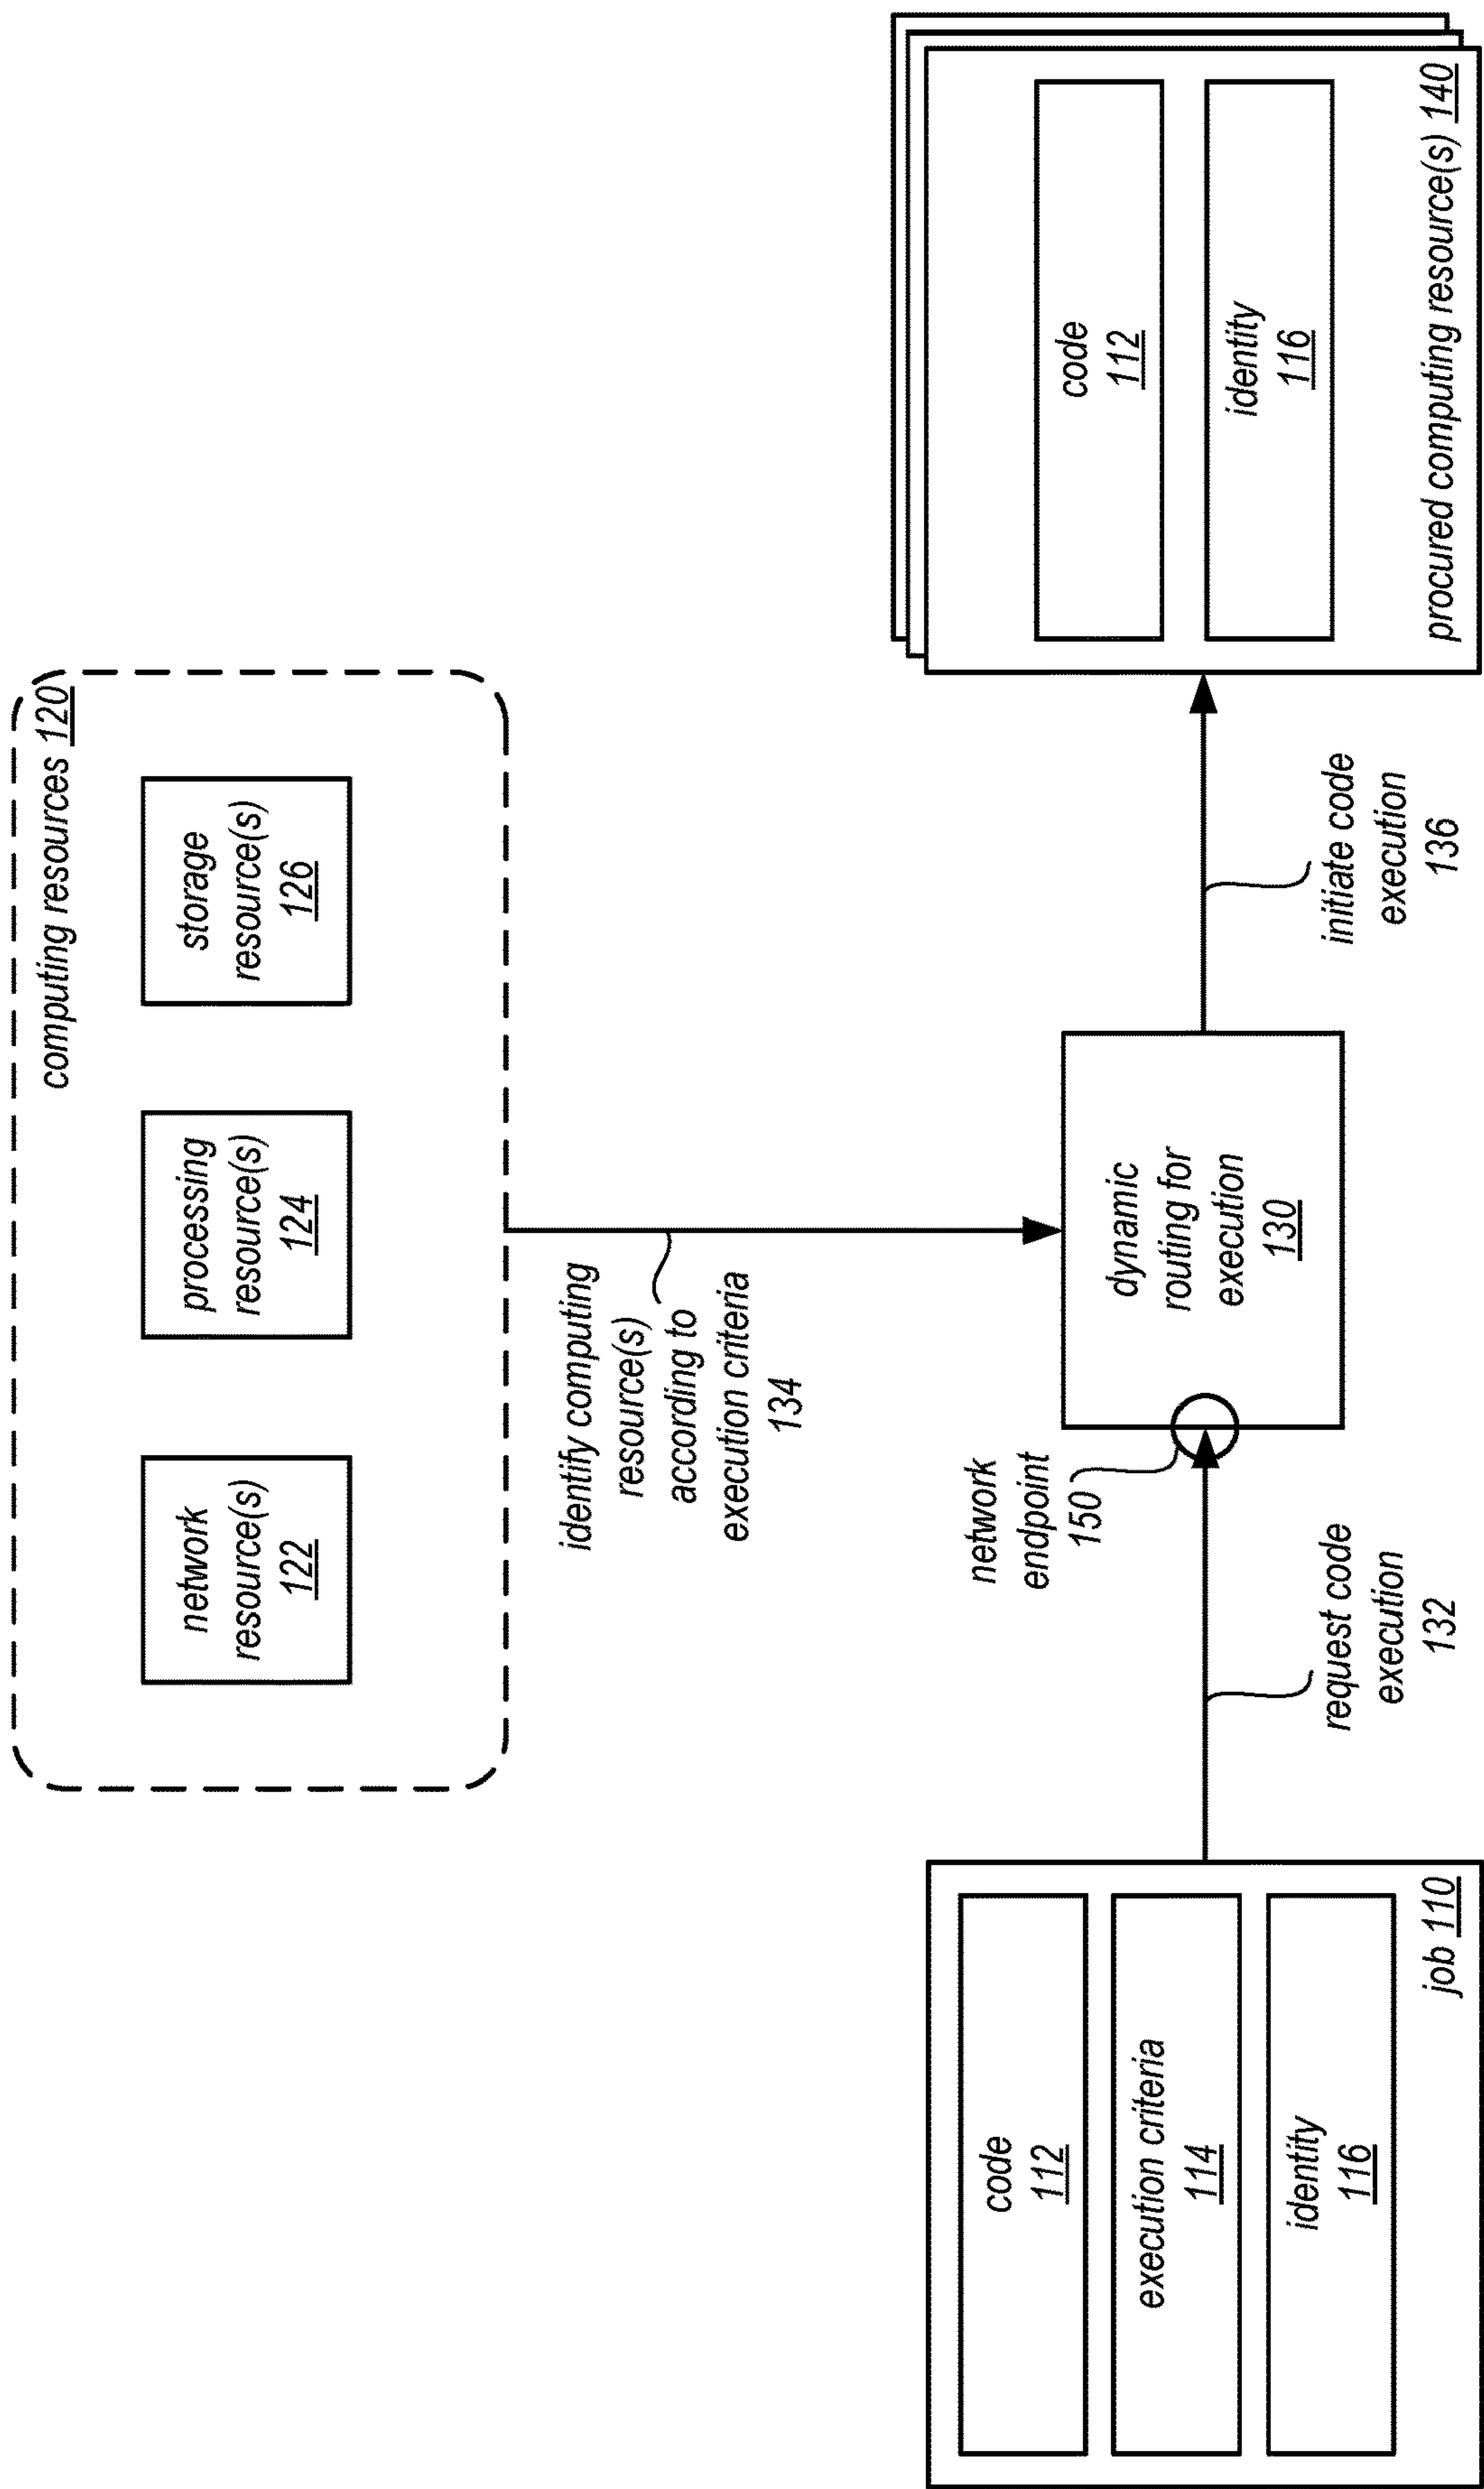 computing resources 120
network
resource(s)
122
processing
resource(s)
124
storage
resource(s)
126
identify computing
resource(s)
according to
execution criteria
134
job 110
code
112
execution criteria
114
identity
116
request code
execution
132
network
endpoint
150
dynamic
routing for
execution
130
initiate code
execution
136
code
112
identity
116
procured computing resource(s) 140